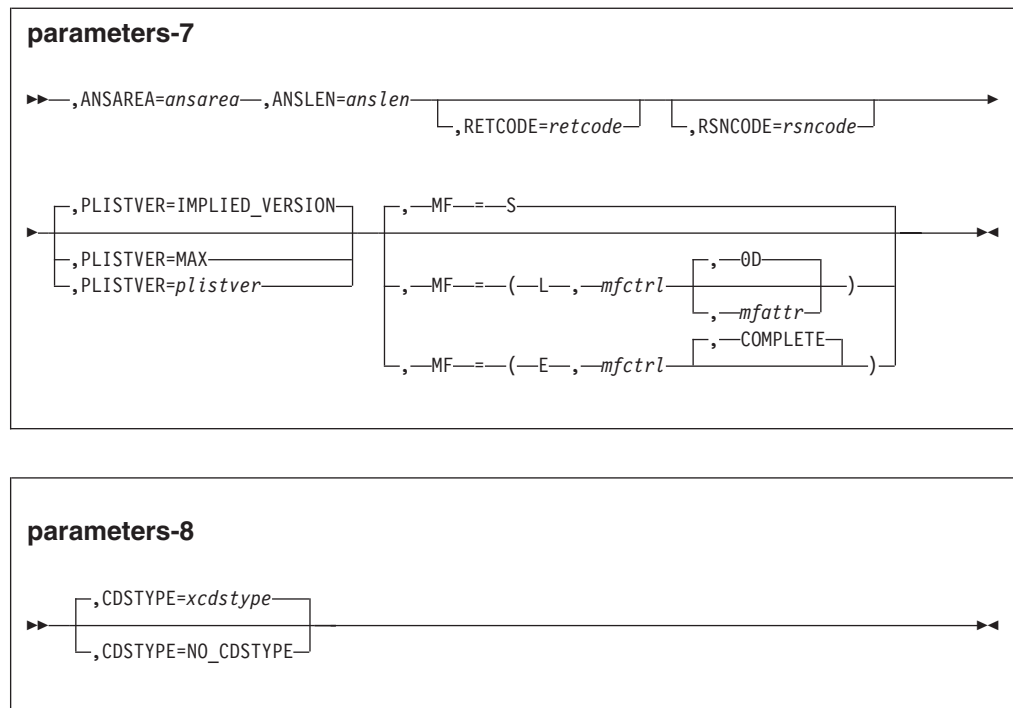 parameters-7
,ANSAREA=ansarea ,ANSLEN=anslen
,RETCODE=retcode ,RSNCODE=rsncode
,PLISTVER=IMPLIED_VERSION , MF = S
,PLISTVER=MAX
,PLISTVER=plistver
, 0D
, MF = ( L , mfctrl )
, mfattr
, COMPLETE
, MF = ( E , mfctrl )
parameters-8
,CDSTYPE=xcdstype
,CDSTYPE=NO_CDSTYPE